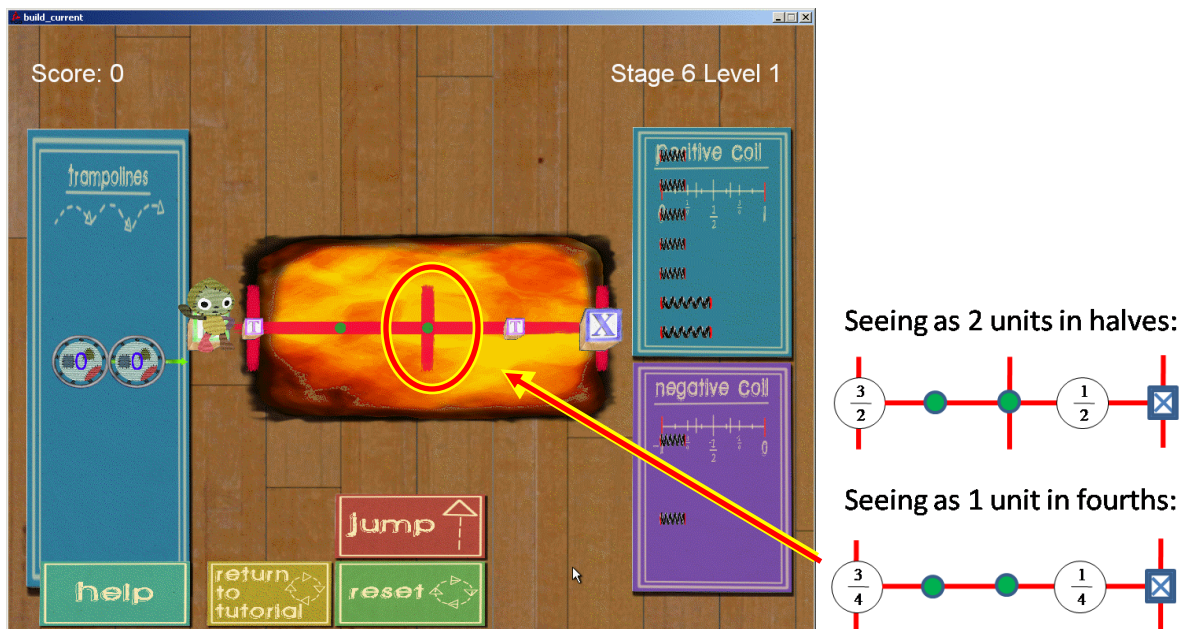 build_current
Score: 0
Stage 6 Level 1
trampolines
0 0
T
T
X
positive coil
0
1
2
1
negative coil
-1
0
jump
help
return
to
tutorial
reset
Seeing as 2 units in halves:
3
2
1
2
Seeing as 1 unit in fourths:
3
4
1
4